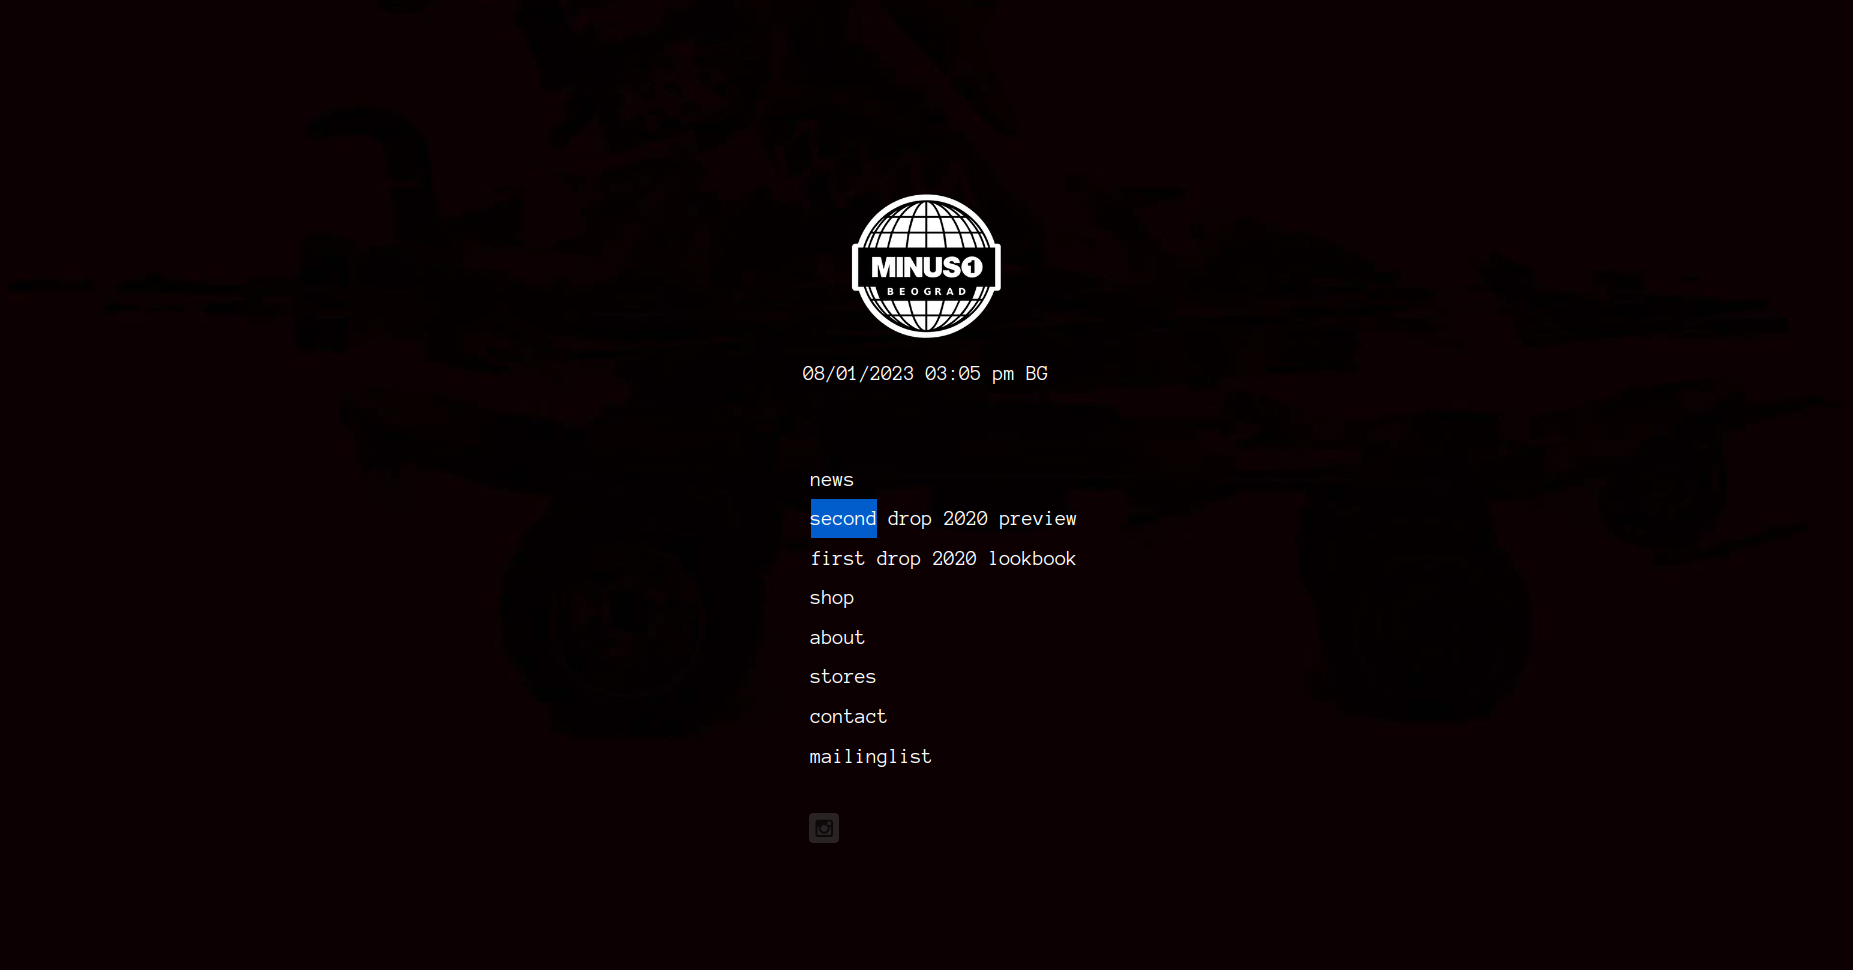 MINUS1
BEOGRAD
08/01/2023 03:05 pm BG
news
second drop 2020 preview
first drop 2020 lookbook
shop
about
stores
contact
mailinglist